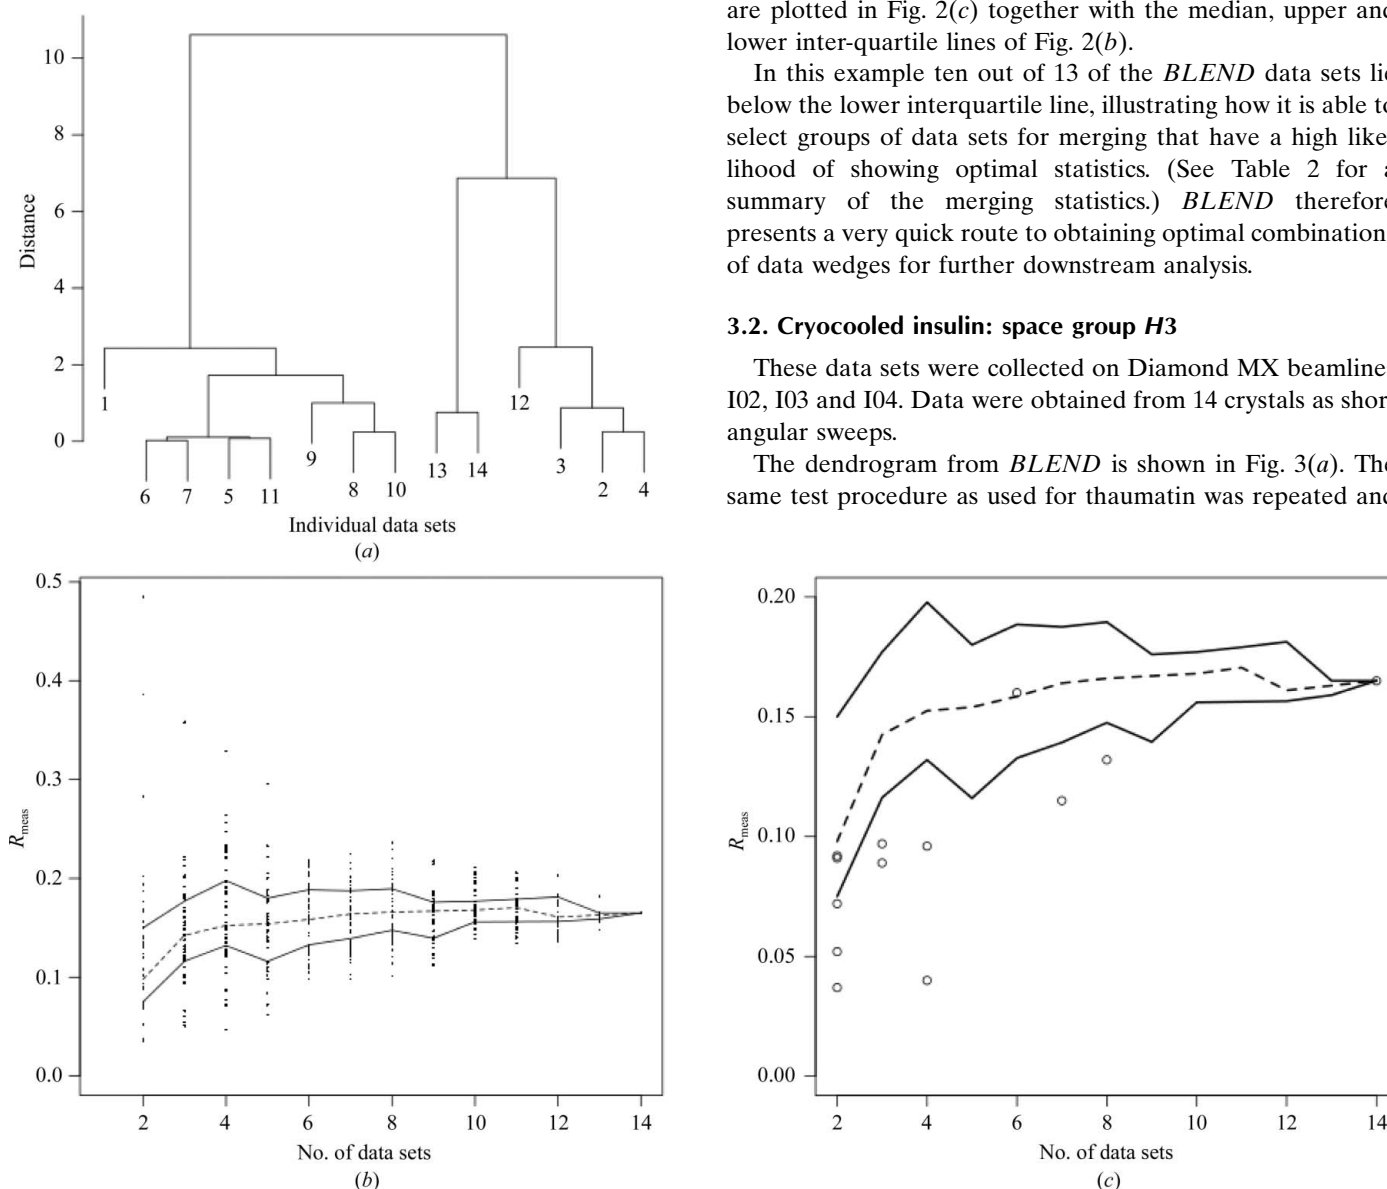 10
8
6
4
2
0
Distance
1
6
7
5
11
9
8
10
13
14
12
3
2
4
Individual data sets
(a)
are plotted in Fig. 2(c) together with the median, upper and
lower inter-quartile lines of Fig. 2(b).
In this example ten out of 13 of the BLEND data sets lie
below the lower interquartile line, illustrating how it is able to
select groups of data sets for merging that have a high like
lihood of showing optimal statistics. (See Table 2 for a
summary of the merging statistics.) BLEND therefore
presents a very quick route to obtaining optimal combination
of data wedges for further downstream analysis.
3.2. Cryocooled insulin: space group H3
These data sets were collected on Diamond MX beamline
I02, I03 and I04. Data were obtained from 14 crystals as shor
angular sweeps.
The dendrogram from BLEND is shown in Fig. 3(a). The
same test procedure as used for thaumatin was repeated and
0.5
0.4
0.3
0.2
0.1
0.0
Rmeas
2 4 6 8 10 12 14
No. of data sets
(b)
0.20
0.15
0.10
0.05
0.00
Rmeas
2 4 6 8 10 12 14
No. of data sets
(c)